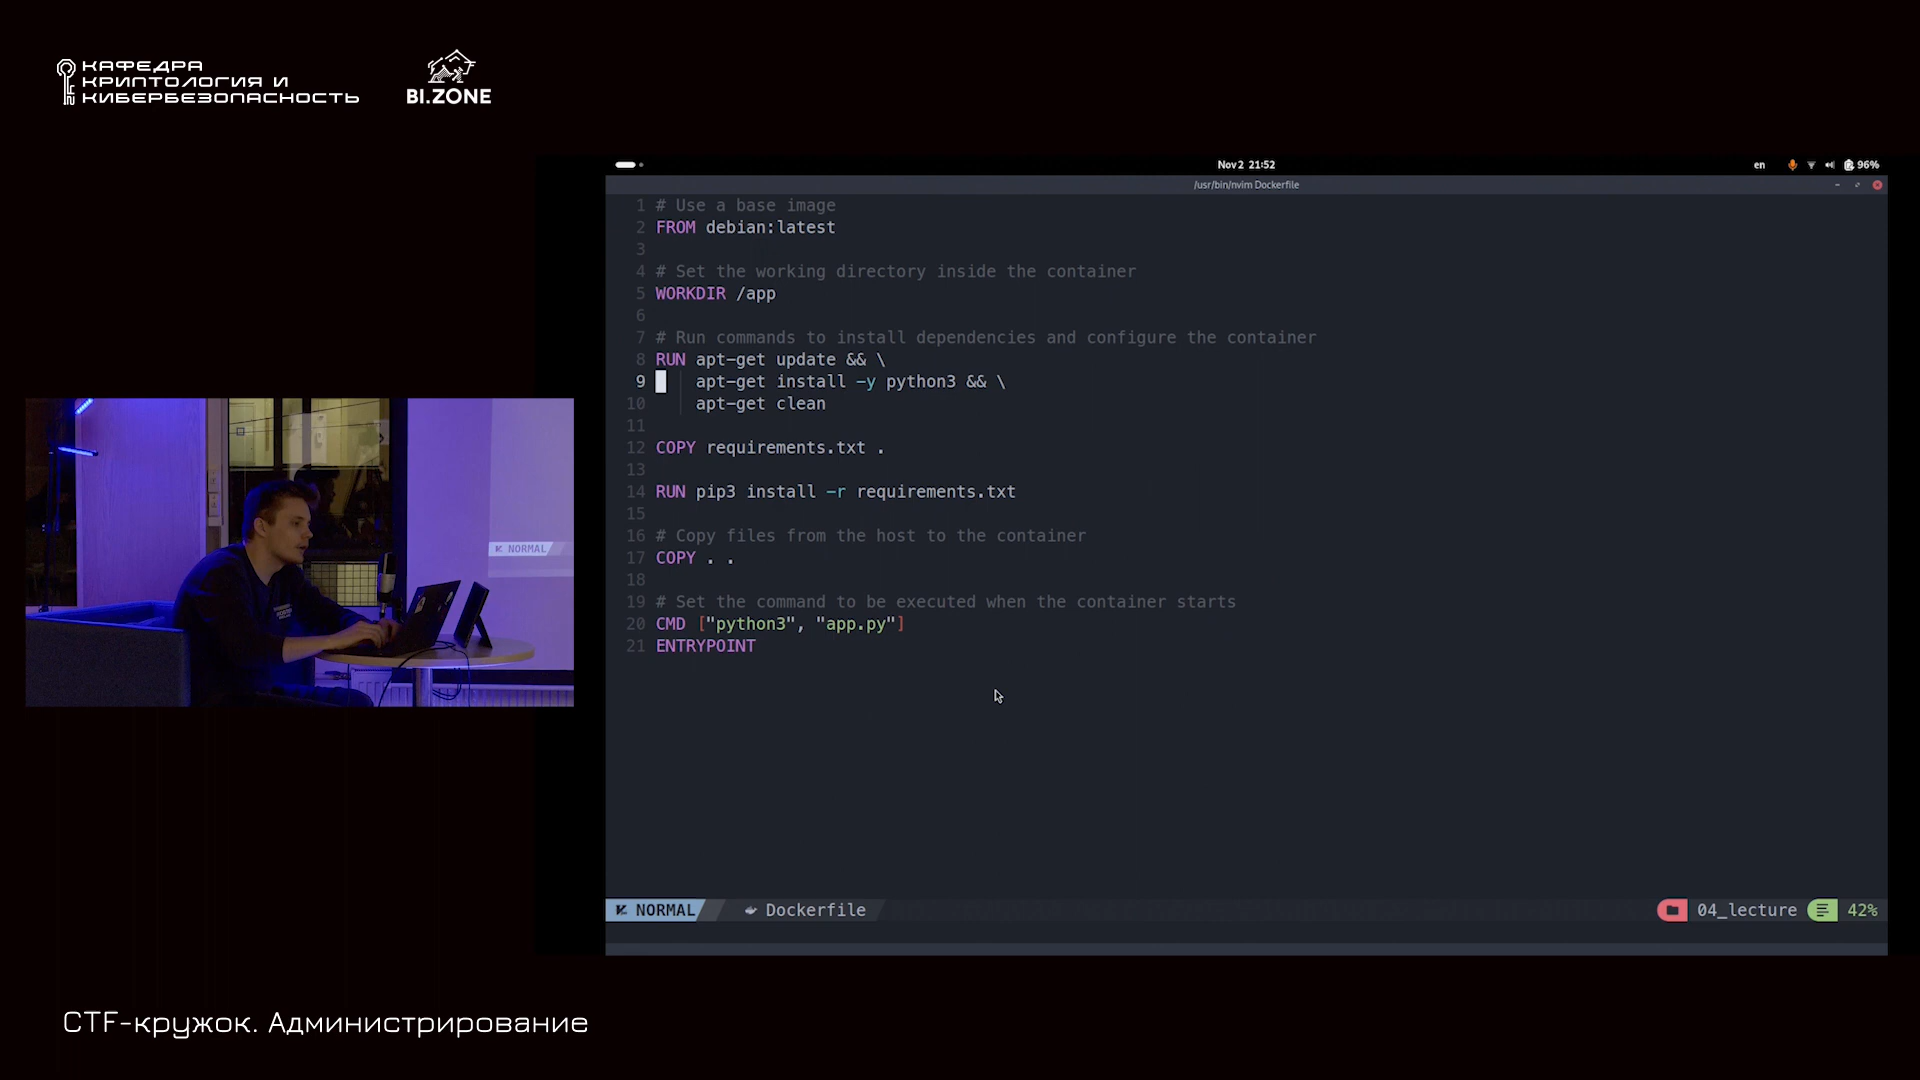 КАФЕДРА
КРИПТОЛОГИЯ И
КИБЕРБЕЗОПАСНОСТЬ
BI.ZONE
Nov 2 21:52
en
96%
/usr/bin/nvim Dockerfile
1 # Use a base image
2 FROM debian:latest
3
4 # Set the working directory inside the container
5 WORKDIR /app
6
7 # Run commands to install dependencies and configure the container
8 RUN apt-get update && \
9 apt-get install -y python3 && \
10 apt-get clean
11
12 COPY requirements.txt .
13
14 RUN pip3 install -r requirements.txt
15
16 # Copy files from the host to the container
17 COPY . .
18
19 # Set the command to be executed when the container starts
20 CMD ["python3", "app.py"]
21 ENTRYPOINT
NORMAL
NORMAL Dockerfile
04_lecture 42%
CTF-кружок. Администрирование